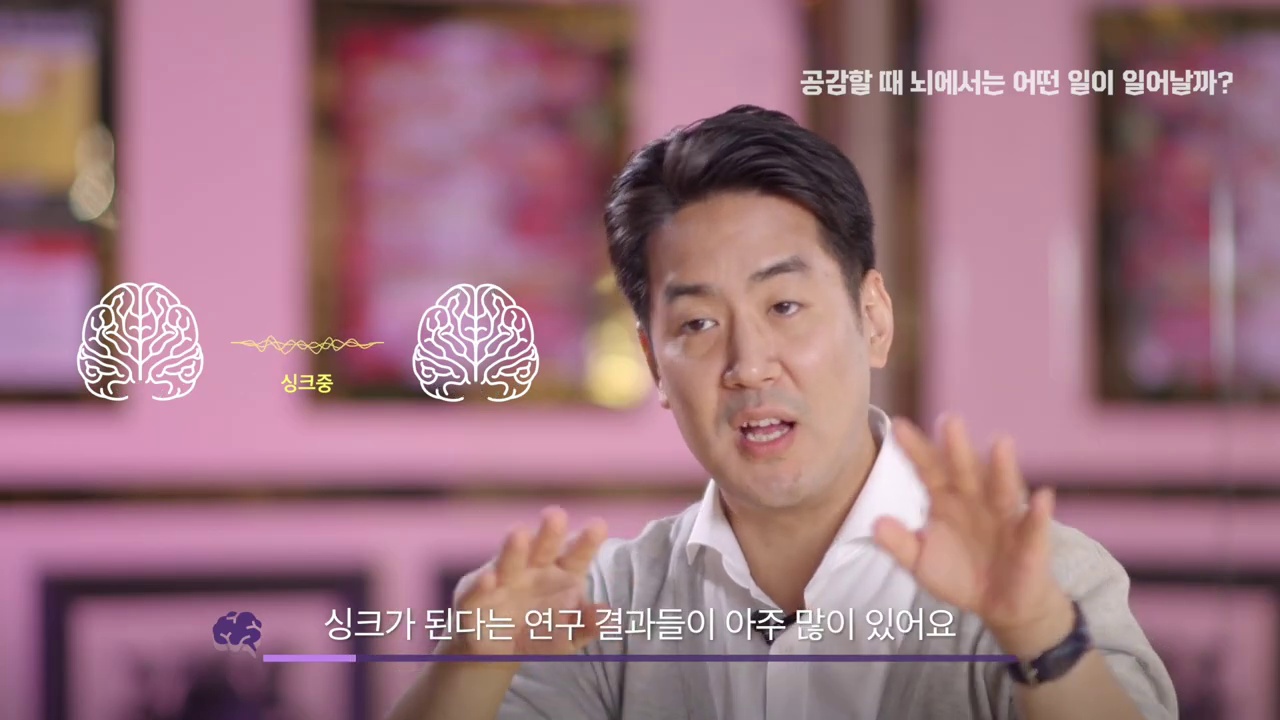 공감할 때 뇌에서는 어떤 일이 일어날까?
싱크중
싱크가 된다는 연구 결과들이 아주 많이 있어요